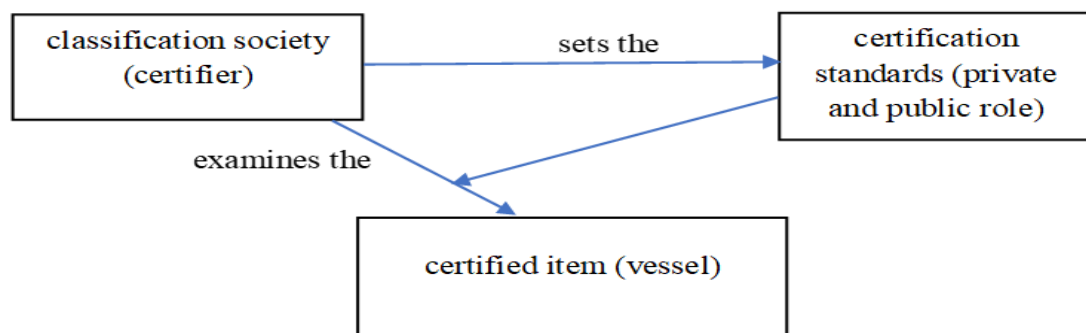 classification society
(certifier)
sets the
certification
standards (private
and public role)
examines the
certified item (vessel)